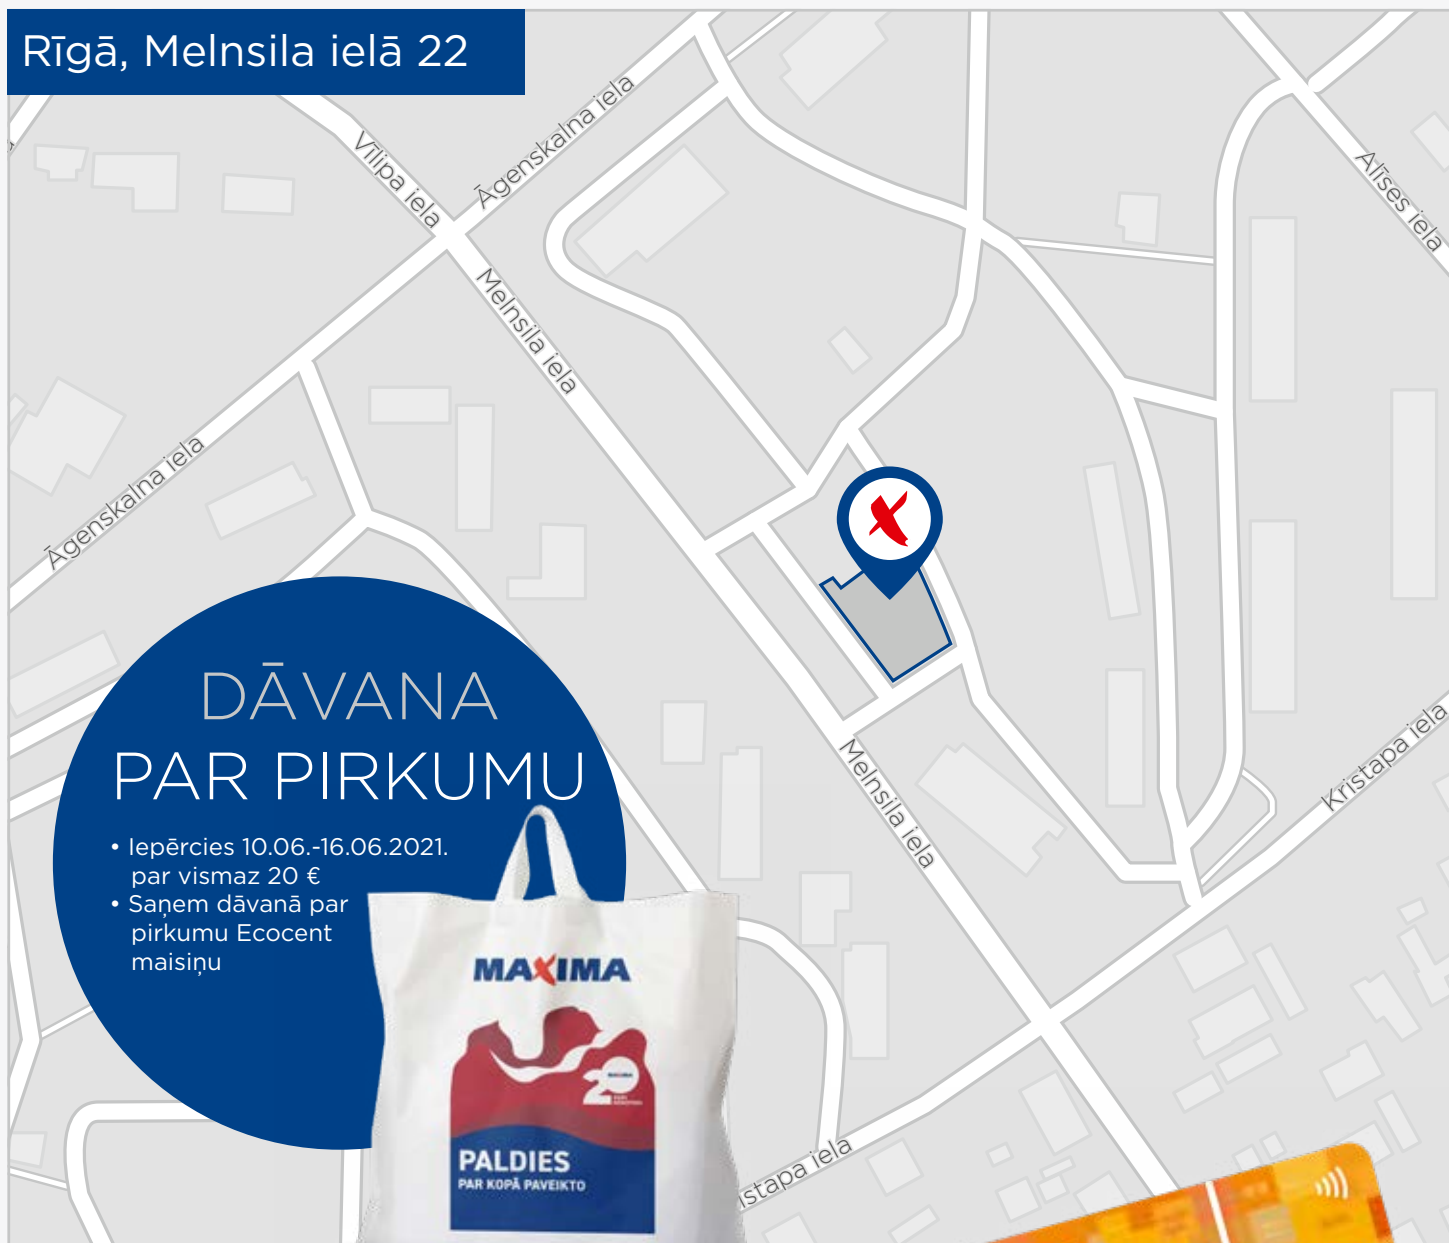 Rīgā, Melnsila ielā 22
Āgenskalna iela
Vilipa iela
Alīses iela
Melnsila iela
Āgenskalna iela
DĀVANA
PAR PIRKUMU
• Iepērcies 10.06.-16.06.2021.
par vismaz 20 €
• Saņem dāvanā par
pirkumu Ecocent
maisiņu
Kristapa iela
Melnsila iela
MAXIMA
20
PALDIES
PAR KOPĀ PAVEIKTO
istapa iela